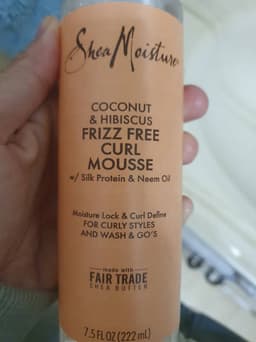 SheaMoisture
COCONUT
& HIBISCUS
FRIZZ FREE
CURL
MOUSSE
w/ Silk Protein & Neem Oil
Moisture Lock & Curl Define
FOR CURLY STYLES
AND WASH & GO'S
made with
FAIR TRADE
SHEA BUTTER
7.5 Fl oz (222 mL)